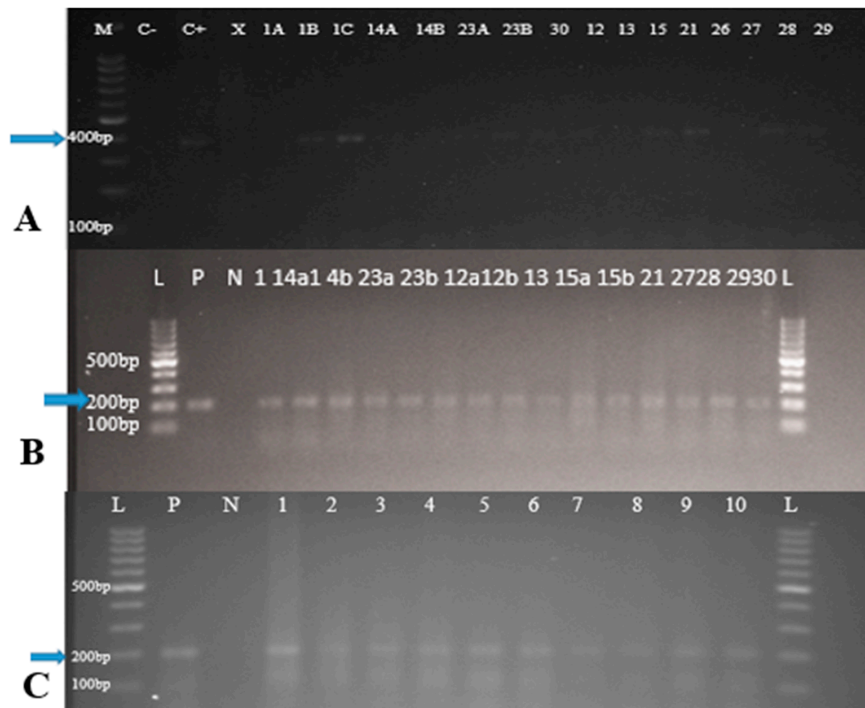 M C- C+ X 1A 1B 1C 14A 14B 23A 23B 30 12 13 15 21 26 27 28 29
400bp
A
100bp
L P N 1 14a1 4b 23a 23b 12a12b 13 15a 15b 21 2728 2930 L
500bp
200bp
100bp
B
L P N 1 2 3 4 5 6 7 8 9 10 L
500bp
200bp
100bp
C